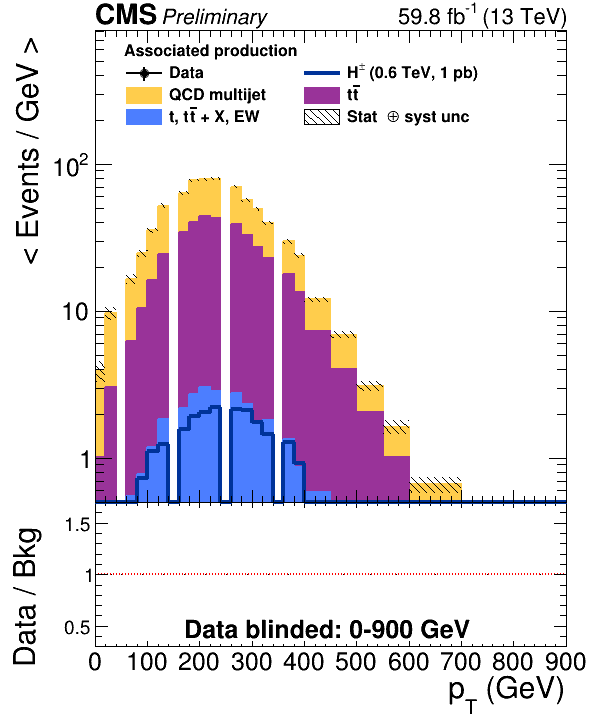 CMS Preliminary 59.8 fb⁻¹ (13 TeV)
< Events / GeV >
Associated production
Data
QCD multijet
t, tt̄ + X, EW
H± (0.6 TeV, 1 pb)
tt̄
Stat ⊕ syst unc
10²
10
1
Data / Bkg
1.5
1
0.5
Data blinded: 0-900 GeV
0 100 200 300 400 500 600 700 800 900
p_T (GeV)